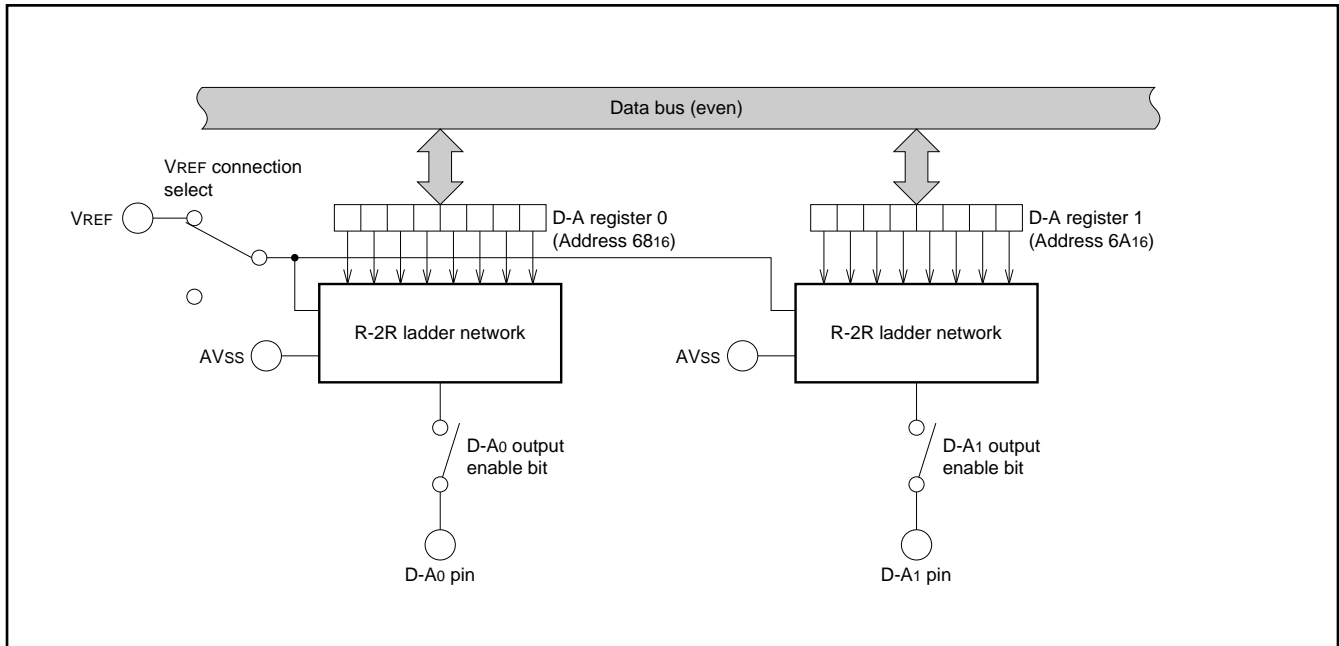 Data bus (even)
VREF connection
select
VREF
D-A register 0
(Address 6816)
D-A register 1
(Address 6A16)
R-2R ladder network
R-2R ladder network
AVSS
AVSS
D-A0 output
enable bit
D-A1 output
enable bit
D-A0 pin
D-A1 pin